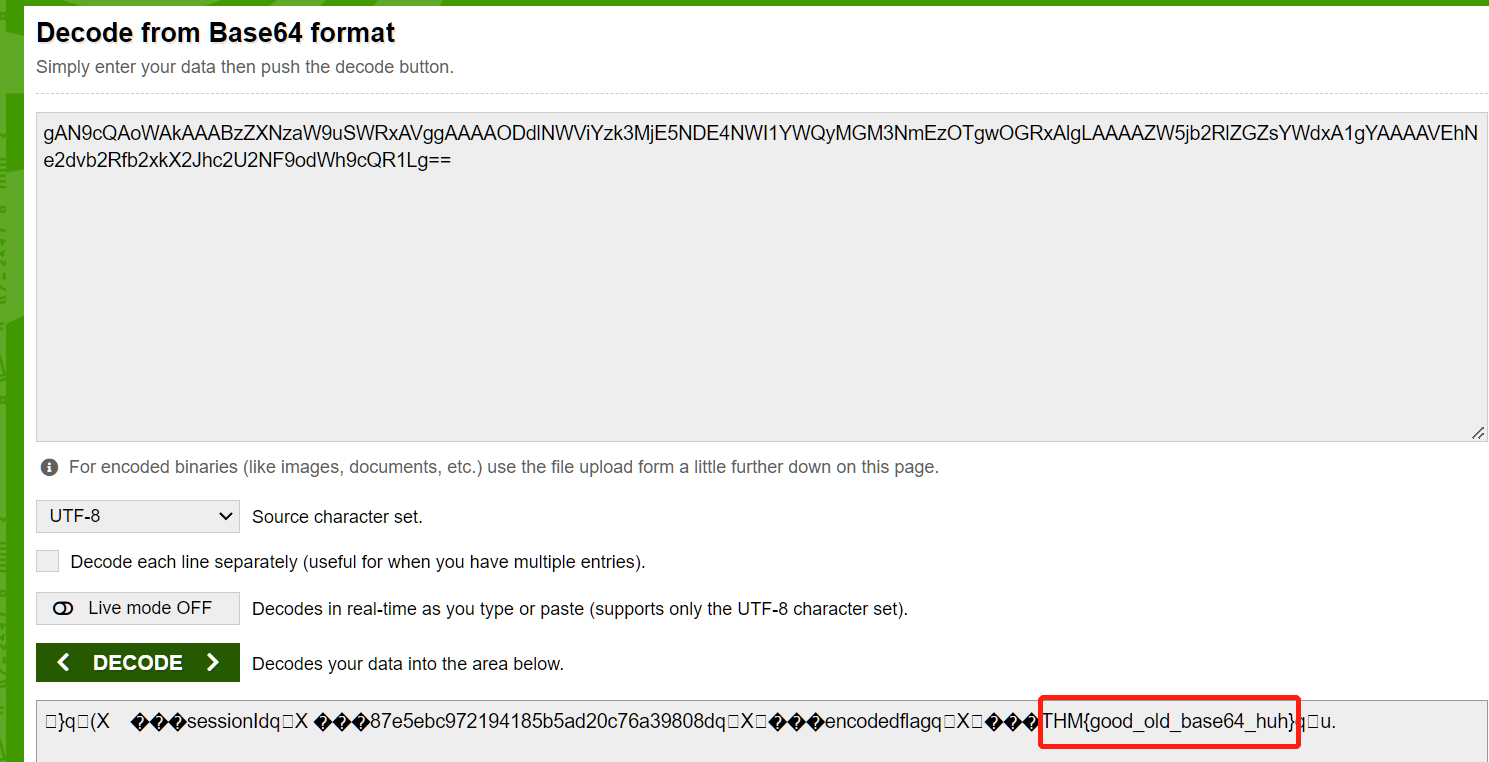 Decode from Base64 format
Simply enter your data then push the decode button.
gAN9cQAoWAkAAABzZXNzaW9uSWRxAVggAAAAODdlNWViYzk3MjE5NDE4NWI1YWQyMGM3NmEzOTgwOGRxAlgLAAAAZW5jb2RlZGZsYWdxA1gYAAAAVEhN
e2dvb2Rfb2xkX2Jhc2U2NF9odWh9cQR1Lg==
For encoded binaries (like images, documents, etc.) use the file upload form a little further down on this page.
UTF-8 Source character set.
Decode each line separately (useful for when you have multiple entries).
Live mode OFF Decodes in real-time as you type or paste (supports only the UTF-8 character set).
< DECODE > Decodes your data into the area below.
□}q□(X ���sessionIdq□X ���87e5ebc972194185b5ad20c76a39808dq□X□���encodedflagq□X□���THM{good_old_base64_huh}q□u.